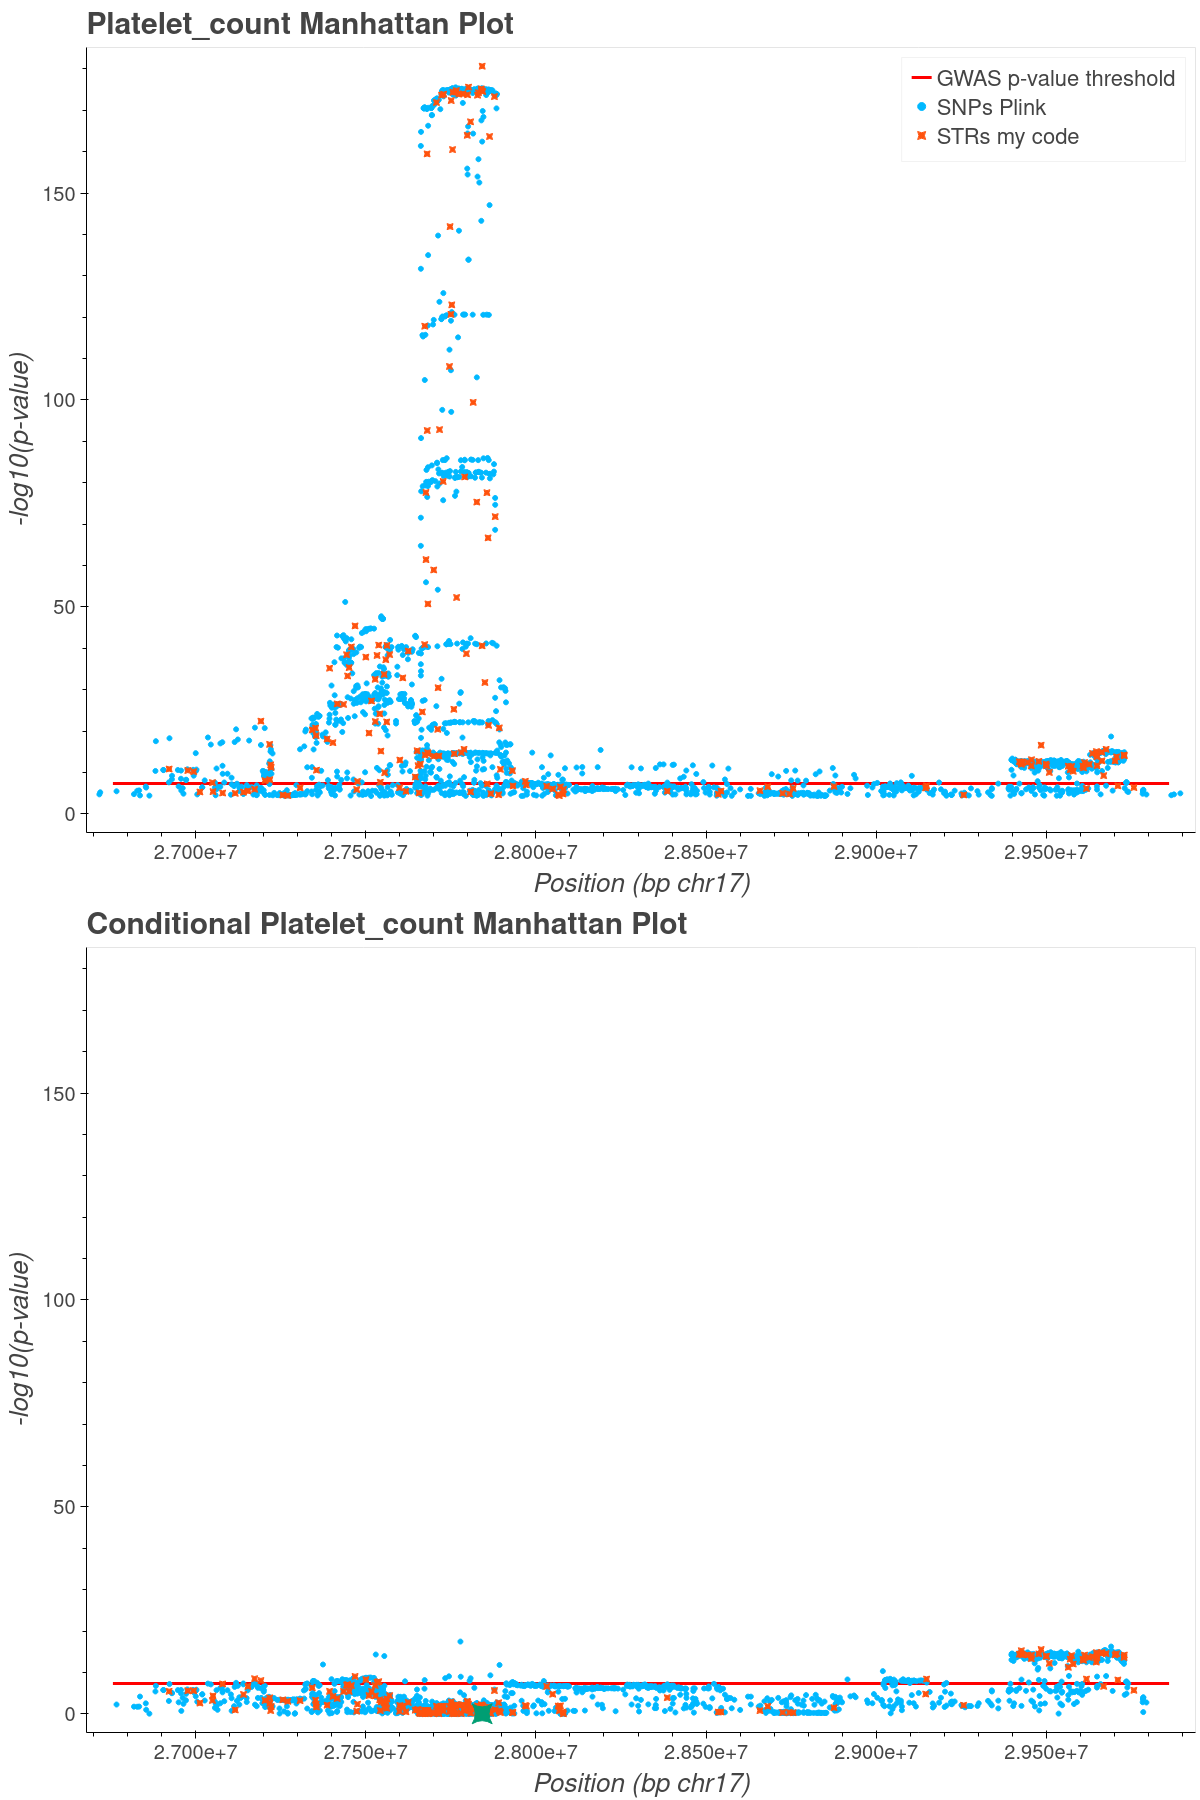 Platelet_count Manhattan Plot
GWAS p-value threshold
SNPs Plink
STRs my code
-log10(p-value)
150
100
50
0
2.700e+7 2.750e+7 2.800e+7 2.850e+7 2.900e+7 2.950e+7
Position (bp chr17)
Conditional Platelet_count Manhattan Plot
-log10(p-value)
150
100
50
0
2.700e+7 2.750e+7 2.800e+7 2.850e+7 2.900e+7 2.950e+7
Position (bp chr17)